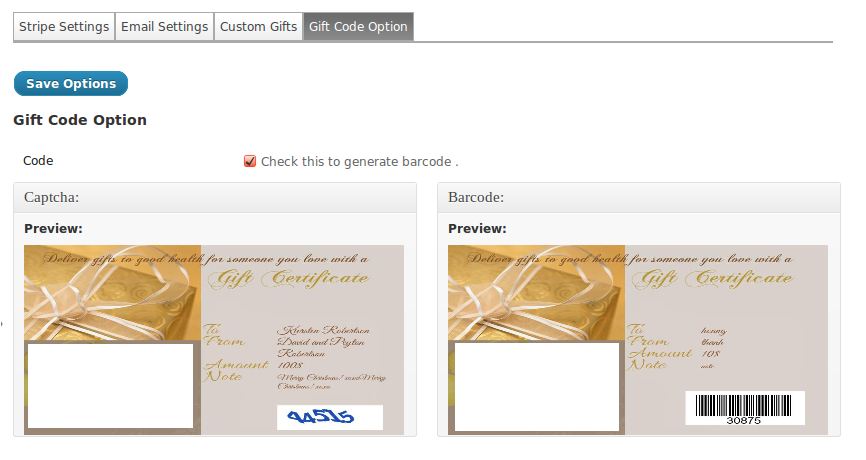 Stripe Settings Email Settings Custom Gifts Gift Code Option
Save Options
Gift Code Option
Code
Check this to generate barcode .
Captcha:
Preview:
Deliver gifts to good health for someone you love with a
Gift Certificate
To Kiersten Robertson
From David and Peyton
Robertson
Amount 100$
Note Merry Christmas! xoxo Merry
Christmas! xoxo
44515
Barcode:
Preview:
Deliver gifts to good health for someone you love with a
Gift Certificate
To hoang
From thanh
Amount 10$
Note note
30875